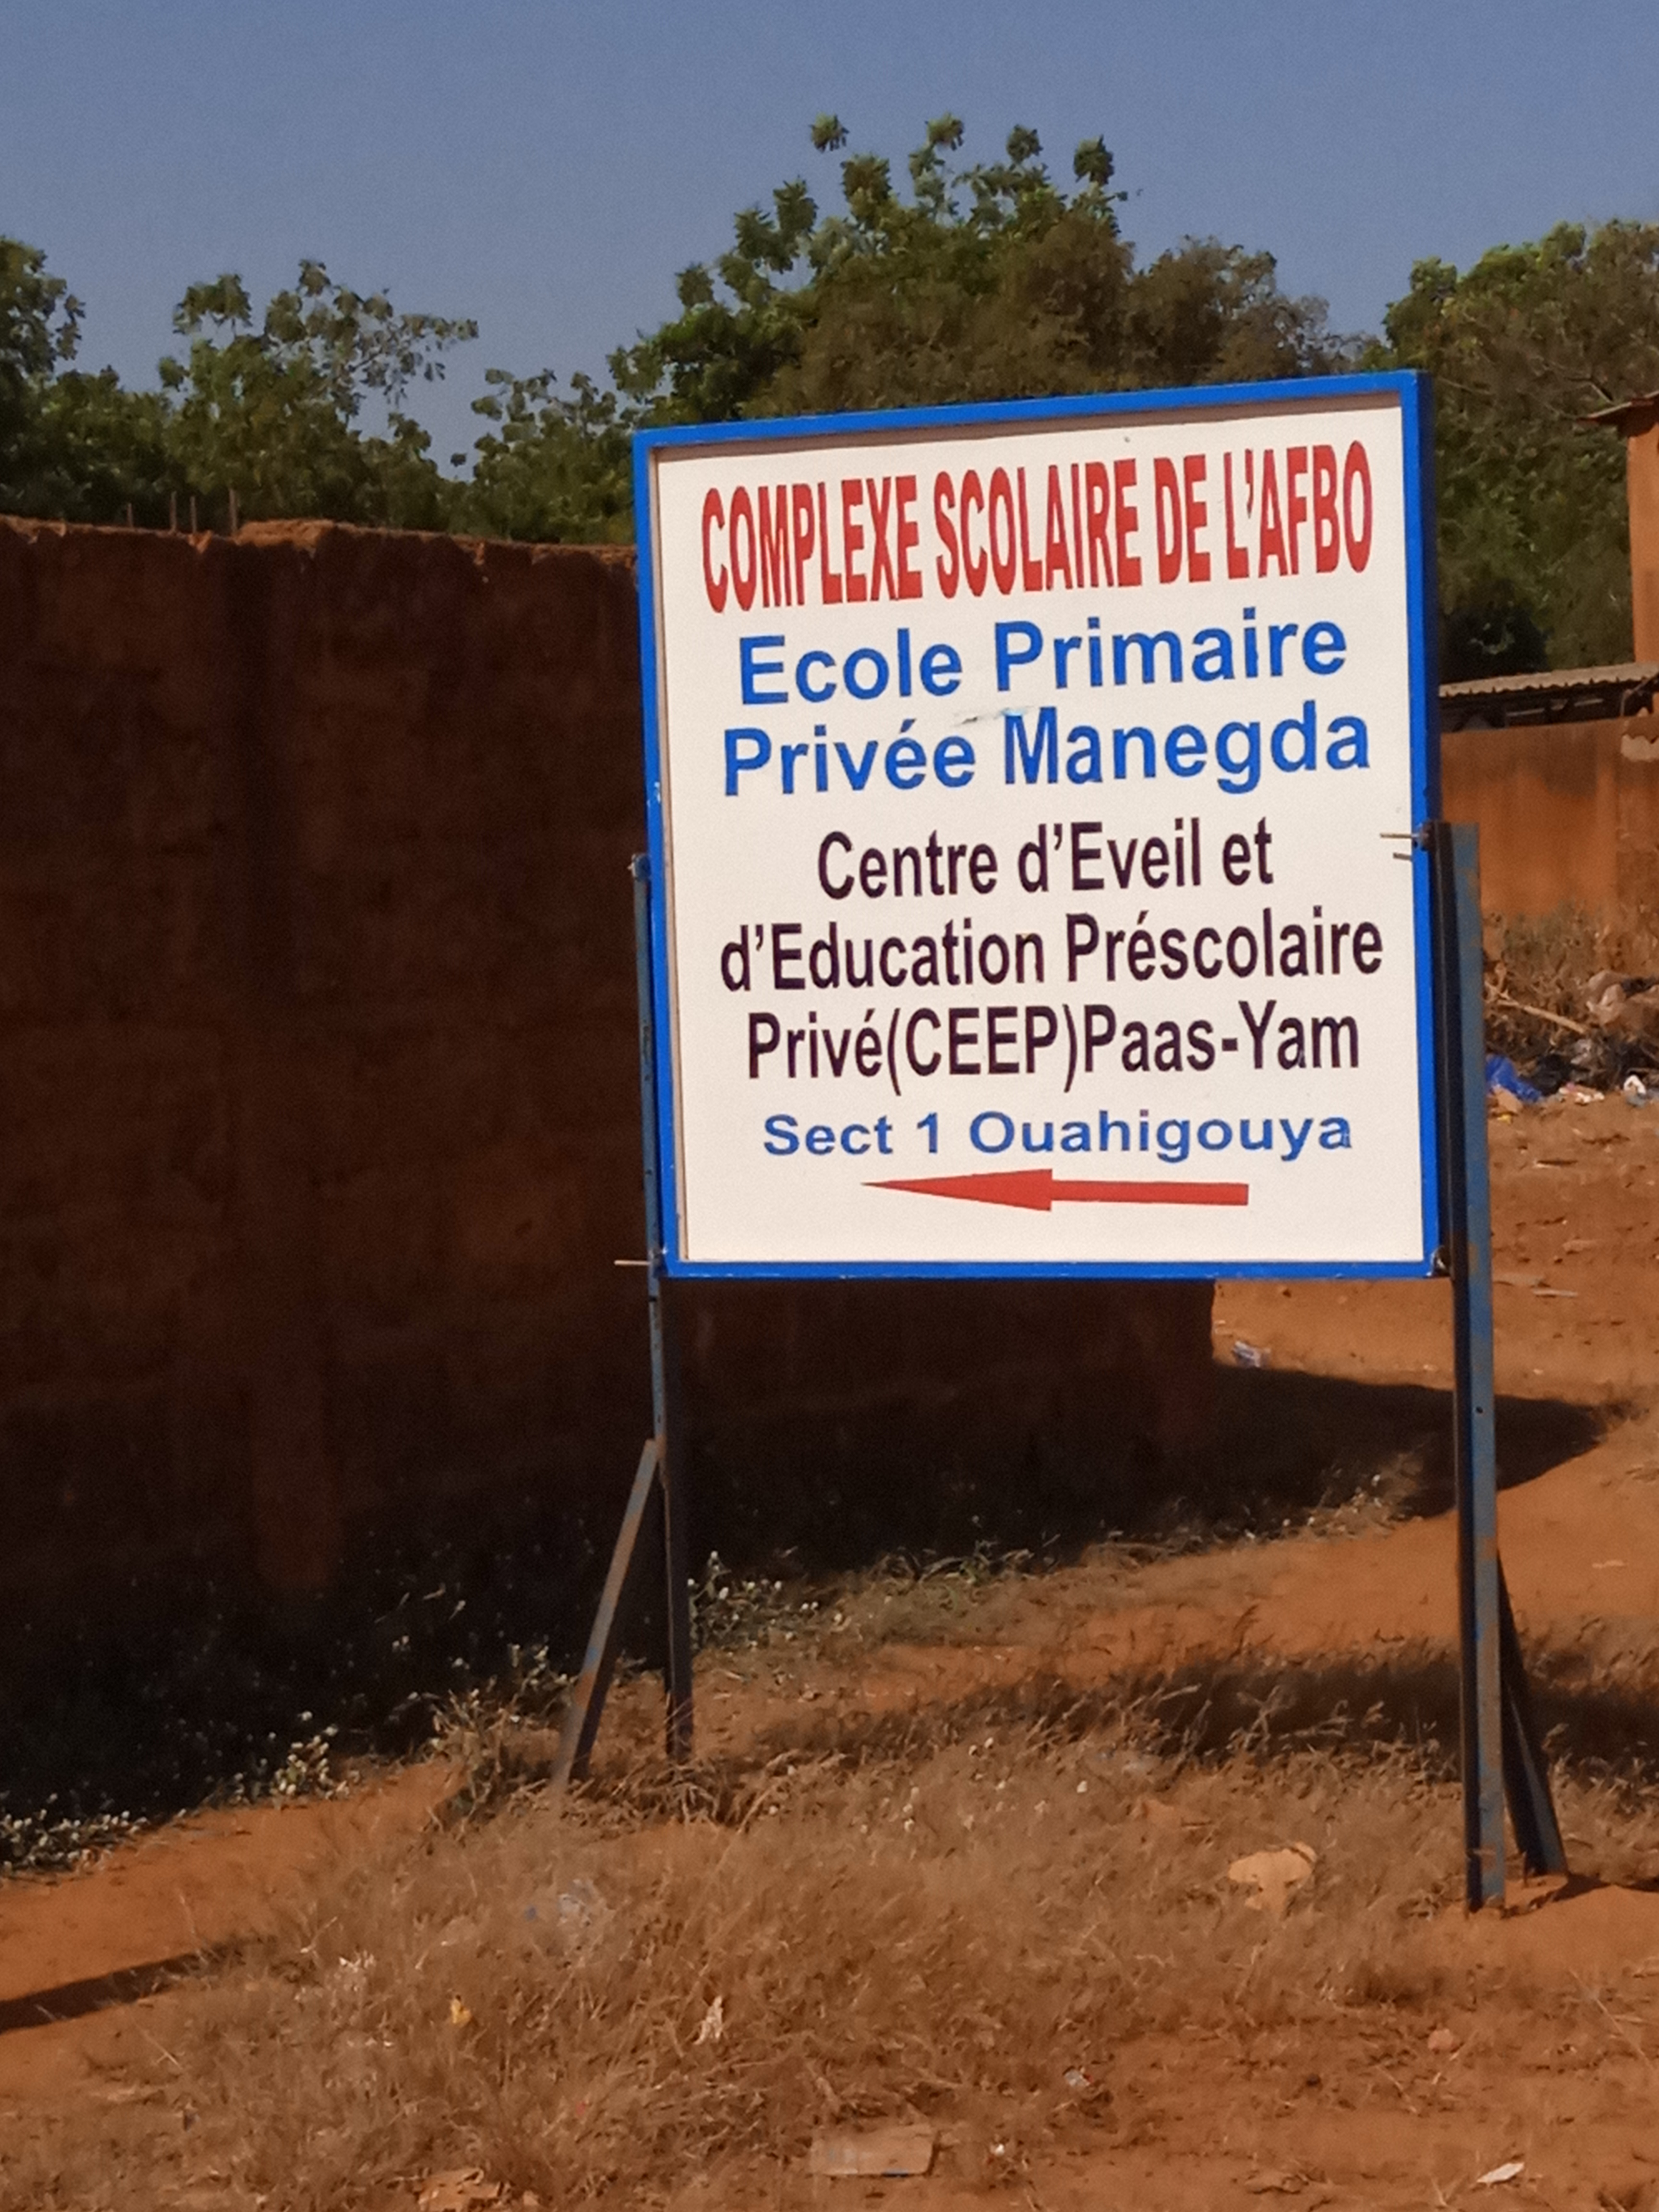 COMPLEXE SCOLAIRE DE L'AFBO
Ecole Primaire
Privée Manegda
Centre d'Eveil et
d'Education Préscolaire
Privé(CEEP)Paas-Yam
Sect 1 Ouahigouya